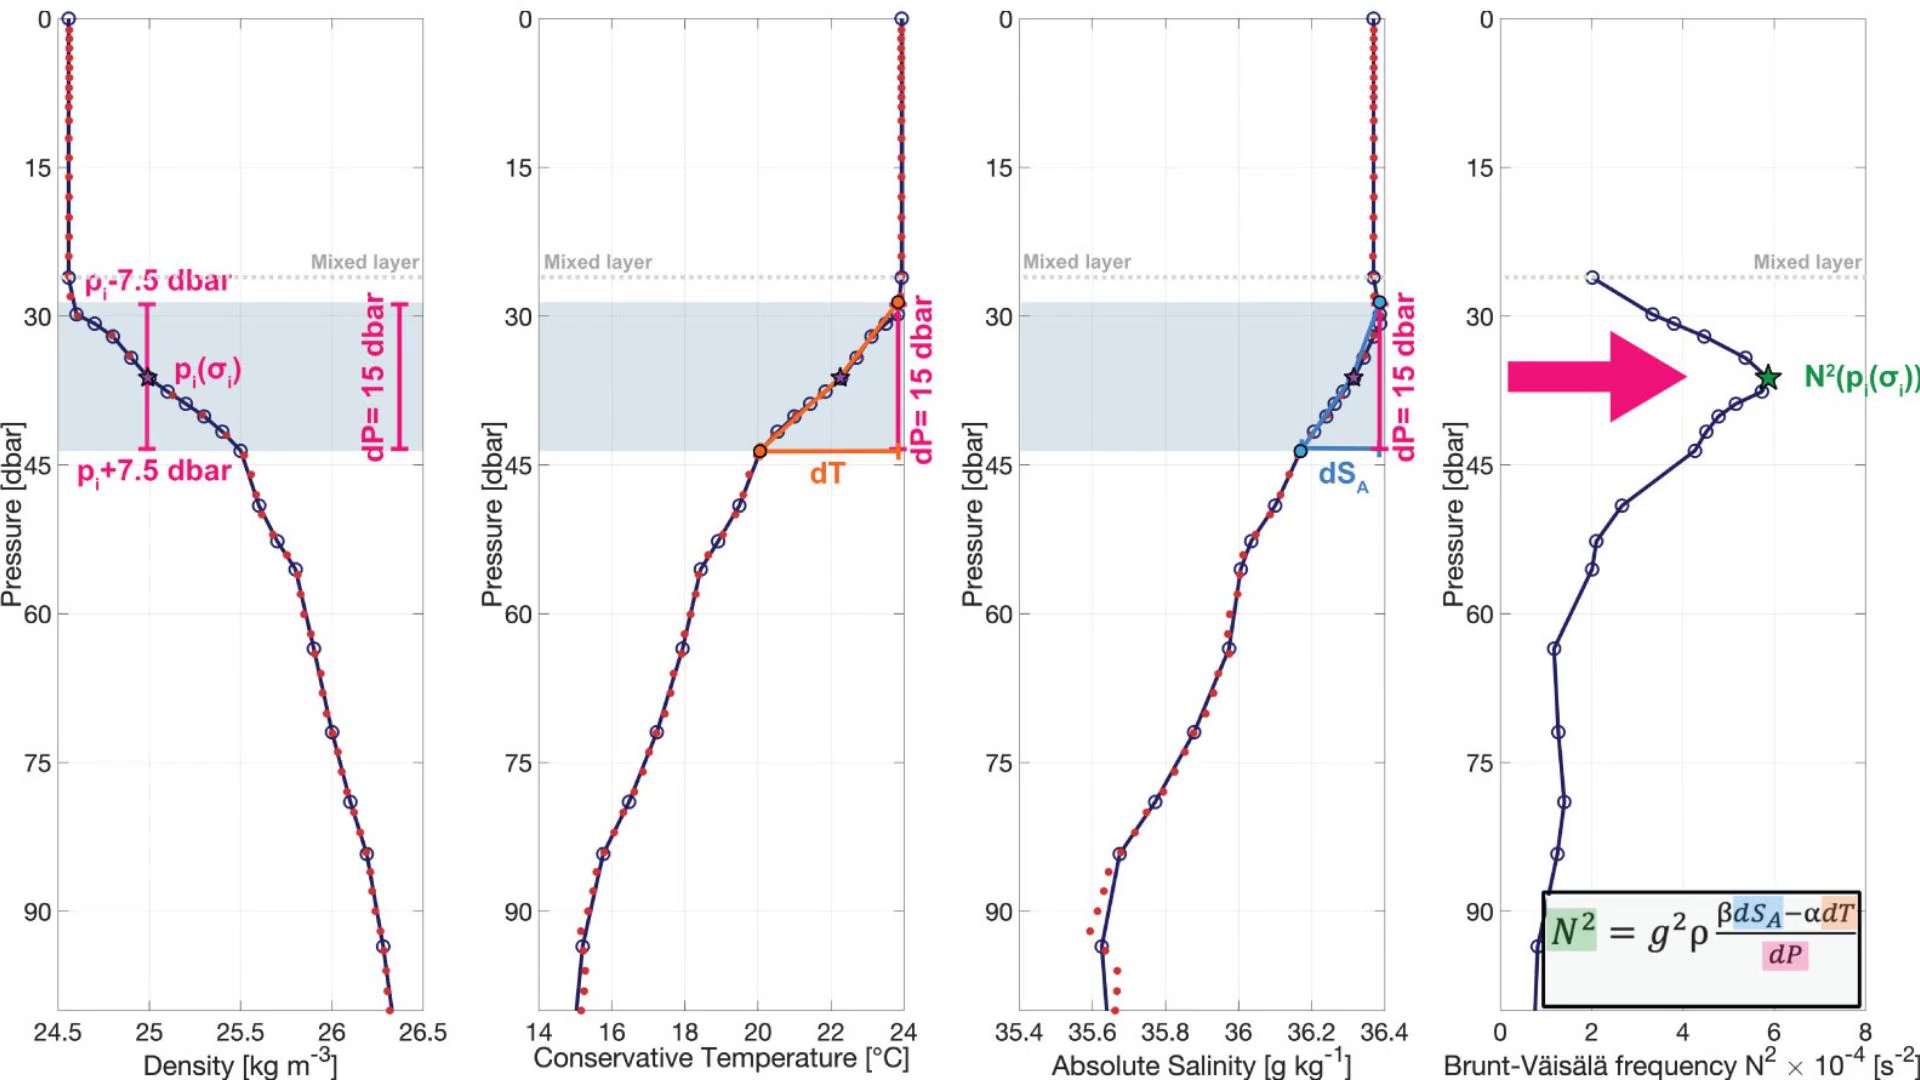 0
15
30
45
60
75
90
Pressure [dbar]
24.5 25 25.5 26 26.5
Density [kg m⁻³]
Mixed layer
pᵢ-7.5 dbar
pᵢ(σᵢ)
pᵢ+7.5 dbar
dP= 15 dbar
0
15
30
45
60
75
90
Pressure [dbar]
14 16 18 20 22 24
Conservative Temperature [°C]
Mixed layer
dP= 15 dbar
dT
0
15
30
45
60
75
90
Pressure [dbar]
35.4 35.6 35.8 36 36.2 36.4
Absolute Salinity [g kg⁻¹]
Mixed layer
dP= 15 dbar
dS_A
0
15
30
45
60
75
90
Pressure [dbar]
0 2 4 6 8
Brunt-Väisälä frequency N² × 10⁻⁴ [s⁻²]
Mixed layer
N²(pᵢ(σᵢ))
N² = g²ρ (βdS_A−αdT)/dP